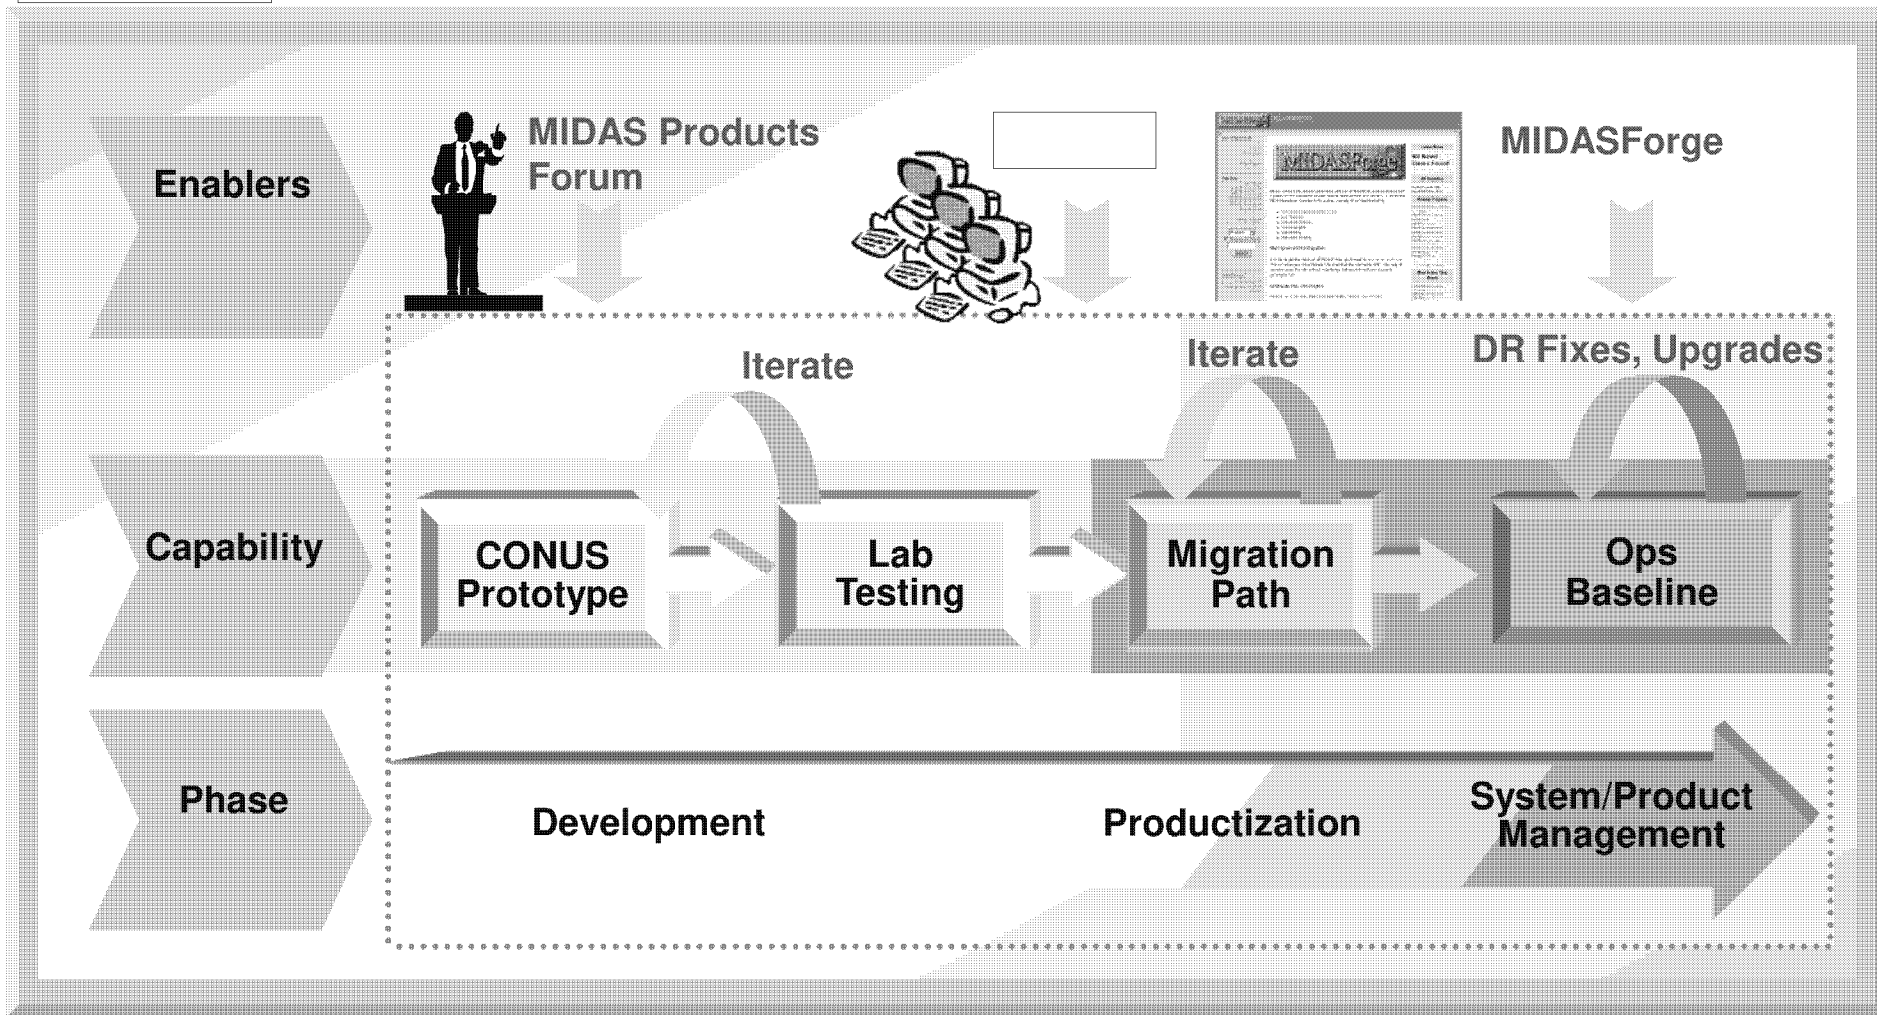 MIDAS Products
Forum
MIDASForge
MIDASForge
Enablers
Iterate
Iterate
DR Fixes, Upgrades
Capability
CONUS
Prototype
Lab
Testing
Migration
Path
Ops
Baseline
Phase
Development
Productization
System/Product
Management